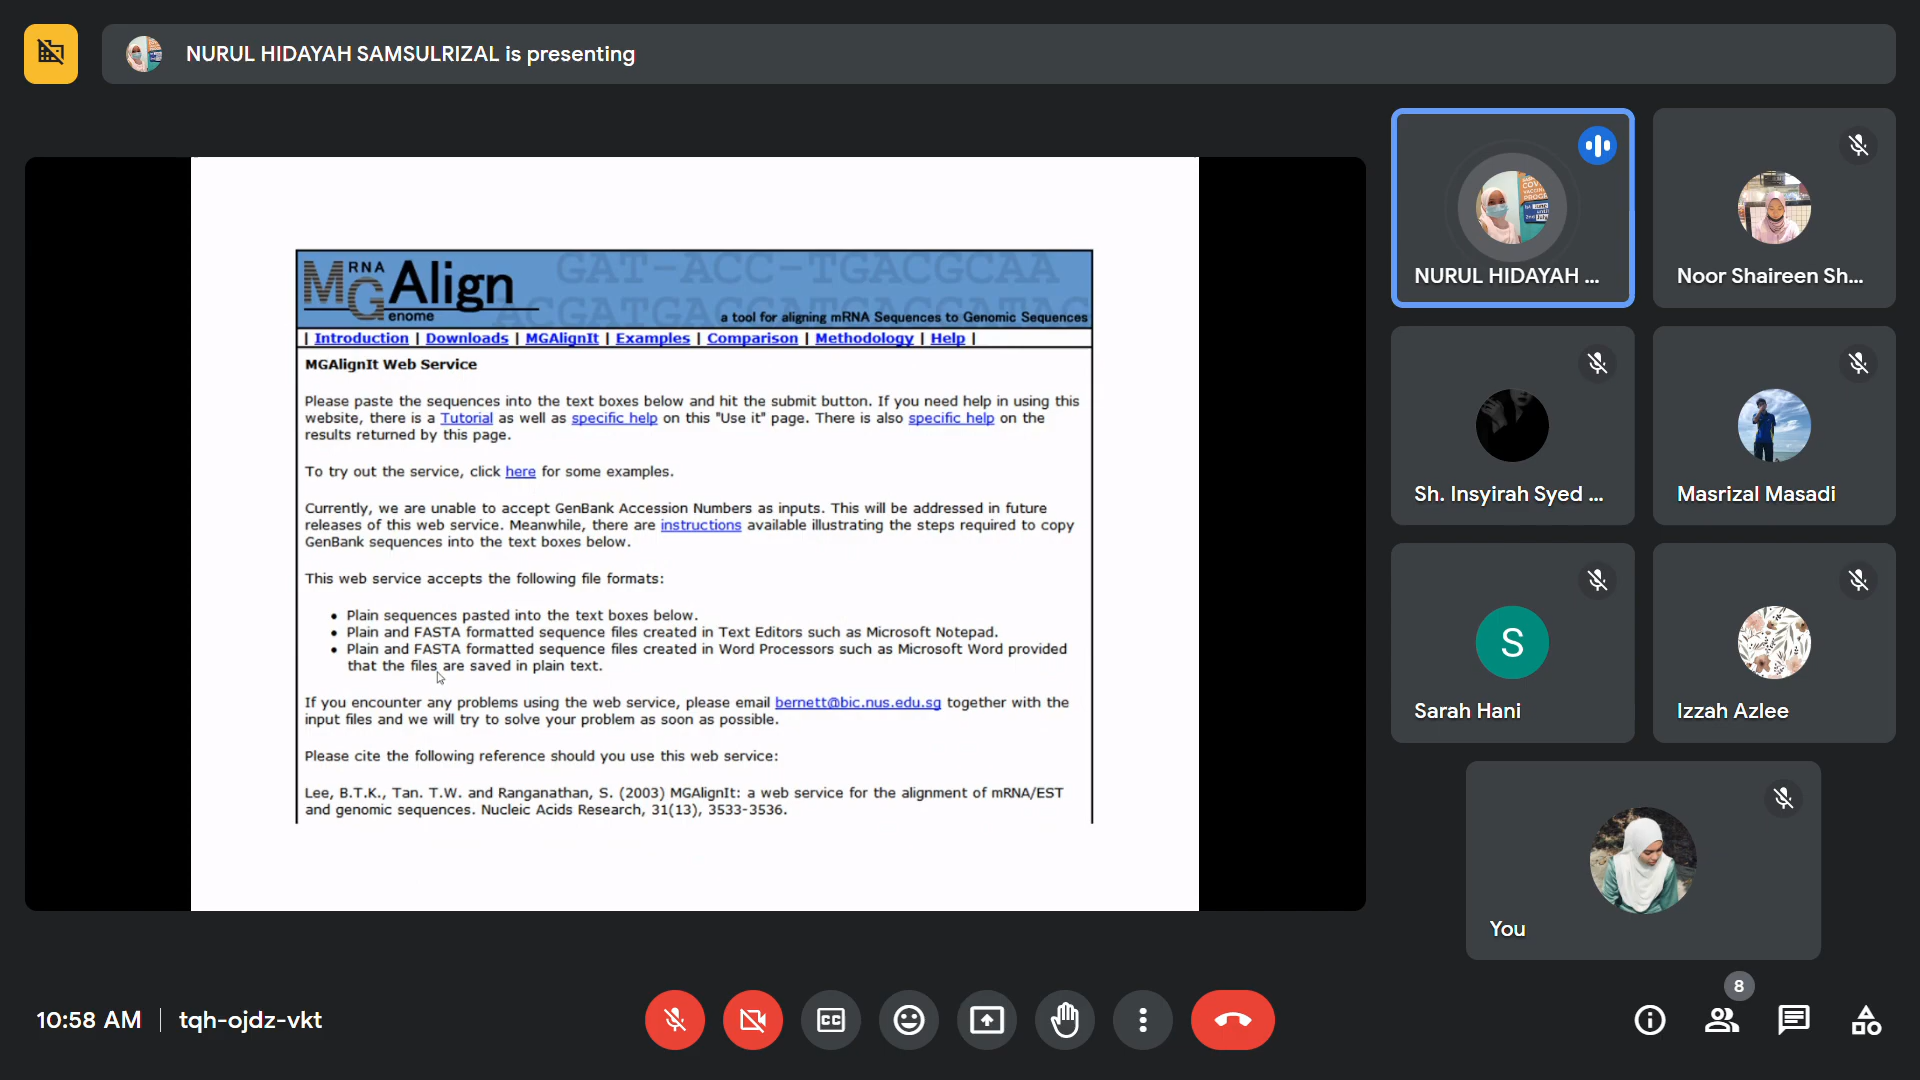 NURUL HIDAYAH SAMSULRIZAL is presenting
MRNA
Genome
Align
GAT-ACC-TGACGCAA
ACGATGACGATGACGGATAC
a tool for aligning mRNA Sequences to Genomic Sequences
| Introduction | Downloads | MGAlignIt | Examples | Comparison | Methodology | Help |
MGAlignIt Web Service
Please paste the sequences into the text boxes below and hit the submit button. If you need help in using this
website, there is a Tutorial as well as specific help on this "Use it" page. There is also specific help on the
results returned by this page.
To try out the service, click here for some examples.
Currently, we are unable to accept GenBank Accession Numbers as inputs. This will be addressed in future
releases of this web service. Meanwhile, there are instructions available illustrating the steps required to copy
GenBank sequences into the text boxes below.
This web service accepts the following file formats:
• Plain sequences pasted into the text boxes below.
• Plain and FASTA formatted sequence files created in Text Editors such as Microsoft Notepad.
• Plain and FASTA formatted sequence files created in Word Processors such as Microsoft Word provided
that the files are saved in plain text.
If you encounter any problems using the web service, please email bernett@bic.nus.edu.sg together with the
input files and we will try to solve your problem as soon as possible.
Please cite the following reference should you use this web service:
Lee, B.T.K., Tan. T.W. and Ranganathan, S. (2003) MGAlignIt: a web service for the alignment of mRNA/EST
and genomic sequences. Nucleic Acids Research, 31(13), 3533-3536.
NURUL HIDAYAH ...
Noor Shaireen Sh...
Sh. Insyirah Syed ...
Masrizal Masadi
S
Sarah Hani
Izzah Azlee
You
10:58 AM | tqh-ojdz-vkt
CC
8